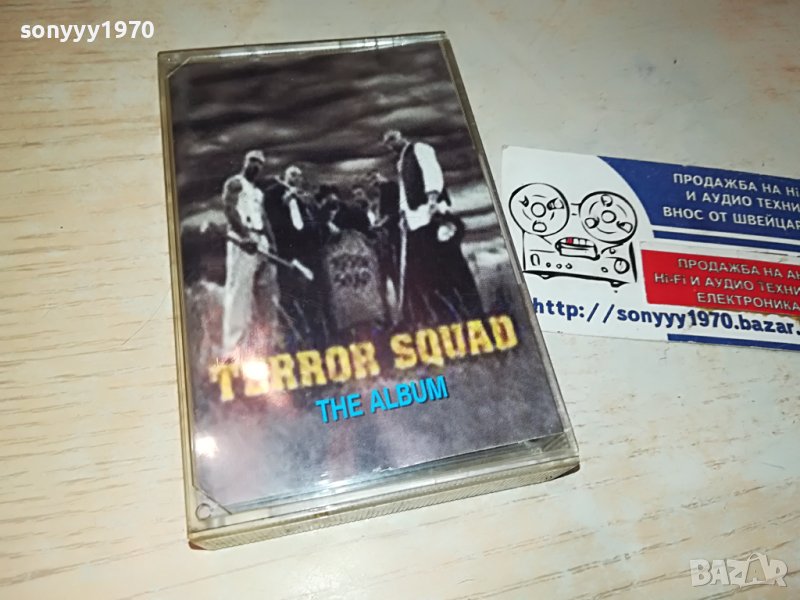 sonyyy1970
sonyyy1970
TERROR SQUAD
THE ALBUM
ПРОДАЖБА НА Hi
И АУДИО ТЕХНИ
ВНОС ОТ ШВЕЙЦАР
ПРОДАЖБА НА АН
Hi-Fi И АУДИО ТЕХНИ
ЕЛЕКТРОНИКА
http://sonyyy1970.bazar.
BAZAR